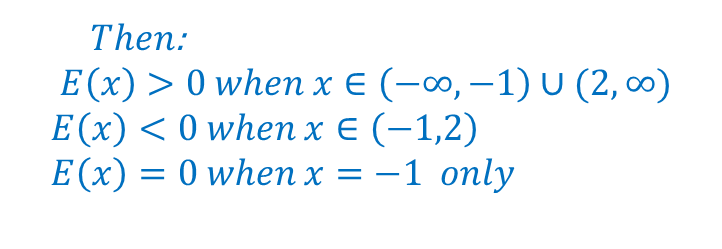 Then:
E(x) > 0 when x ∈ (−∞, −1) ∪ (2, ∞)
E(x) < 0 when x ∈ (−1,2)
E(x) = 0 when x = −1 only